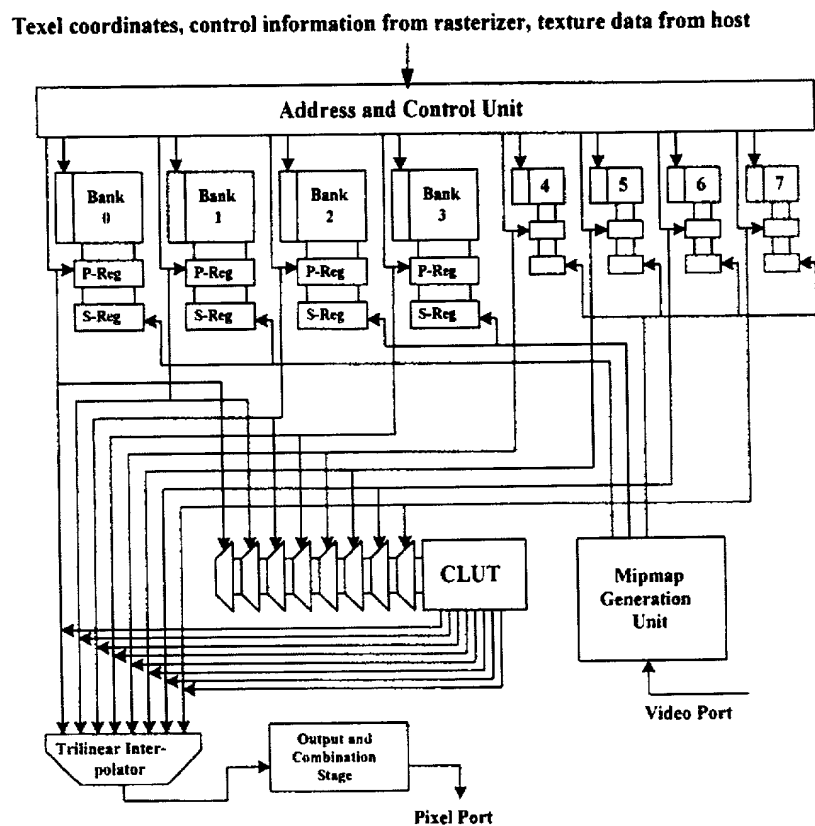 Texel coordinates, control information from rasterizer, texture data from host
Address and Control Unit
Bank
0
Bank
1
Bank
2
Bank
3
4
5
6
7
P-Reg
P-Reg
P-Reg
P-Reg
S-Reg
S-Reg
S-Reg
S-Reg
CLUT
Mipmap
Generation
Unit
Video Port
Trilinear Inter-
polator
Output and
Combination
Stage
Pixel Port